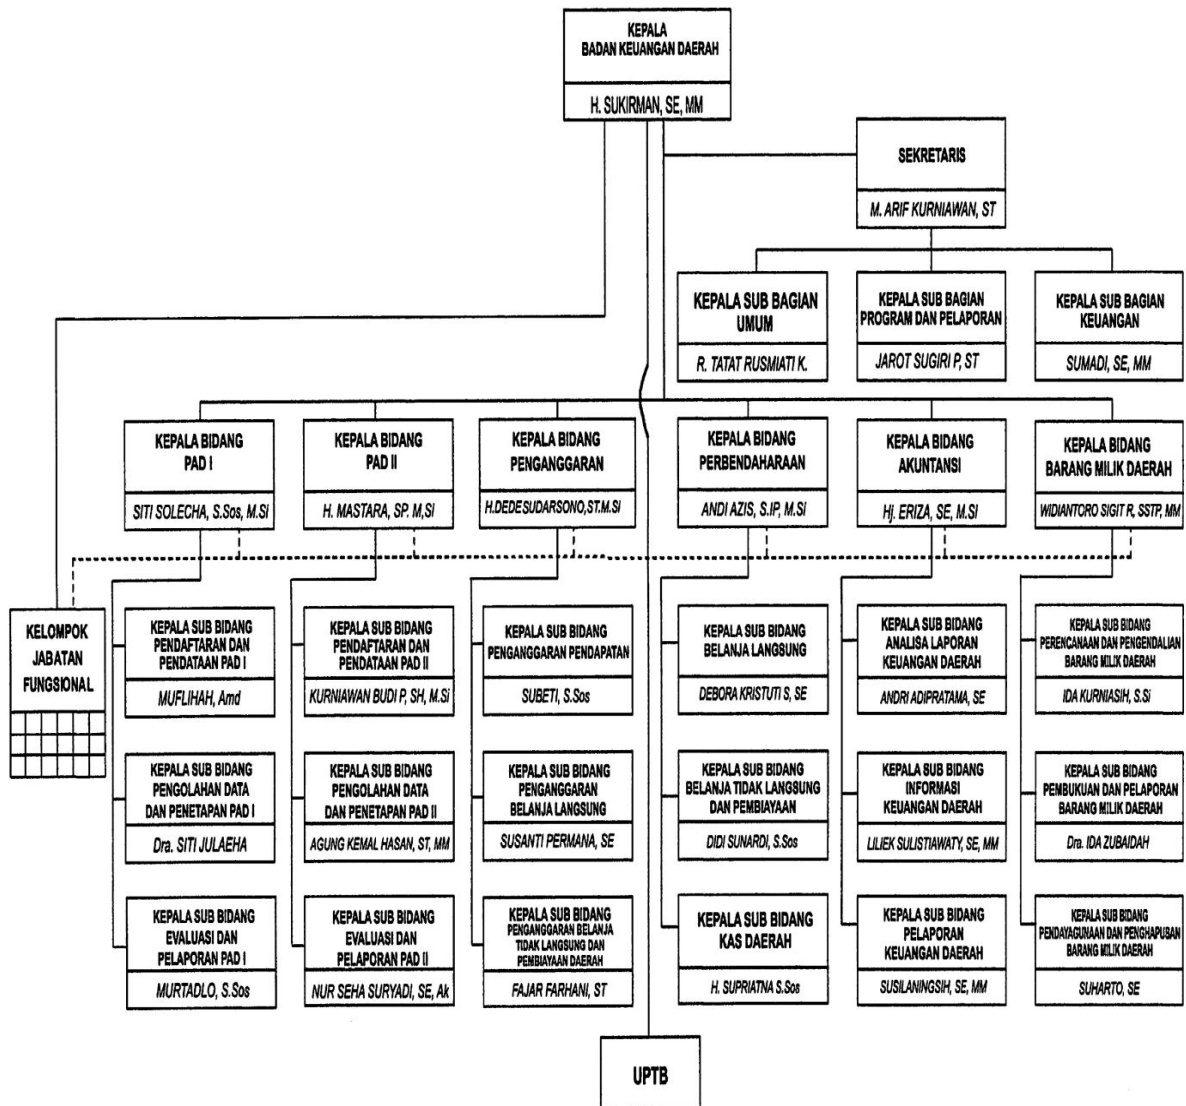 KEPALA
BADAN KEUANGAN DAERAH
H. SUKIRMAN, SE, MM
SEKRETARIS
M. ARIF KURNIAWAN, ST
KEPALA SUB BAGIAN
UMUM
R. TATAT RUSMIATI K.
KEPALA SUB BAGIAN
PROGRAM DAN PELAPORAN
JAROT SUGIRI P, ST
KEPALA SUB BAGIAN
KEUANGAN
SUMADI, SE, MM
KEPALA BIDANG
PAD I
SITI SOLECHA, S.Sos, M.Si
KEPALA BIDANG
PAD II
H. MASTARA, SP. M,Si
KEPALA BIDANG
PENGANGGARAN
H.DEDE SUDARSONO,ST.M.Si
KEPALA BIDANG
PERBENDAHARAAN
ANDI AZIS, S.IP, M.Si
KEPALA BIDANG
AKUNTANSI
Hj. ERIZA, SE, M.Si
KEPALA BIDANG
BARANG MILIK DAERAH
WIDIANTORO SIGIT R, SSTP, MM
KELOMPOK
JABATAN
FUNGSIONAL
KEPALA SUB BIDANG
PENDAFTARAN DAN
PENDATAAN PAD I
MUFLIHAH, Amd
KEPALA SUB BIDANG
PENDAFTARAN DAN
PENDATAAN PAD II
KURNIAWAN BUDI P, SH, M.Si
KEPALA SUB BIDANG
PENGANGGARAN PENDAPATAN
SUBETI, S.Sos
KEPALA SUB BIDANG
BELANJA LANGSUNG
DEBORA KRISTUTI S, SE
KEPALA SUB BIDANG
ANALISA LAPORAN
KEUANGAN DAERAH
ANDRI ADIPRATAMA, SE
KEPALA SUB BIDANG
PERENCANAAN DAN PENGENDALIAN
BARANG MILIK DAERAH
IDA KURNIASIH, S.Si
KEPALA SUB BIDANG
PENGOLAHAN DATA
DAN PENETAPAN PAD I
Dra. SITI JULAEHA
KEPALA SUB BIDANG
PENGOLAHAN DATA
DAN PENETAPAN PAD II
AGUNG KEMAL HASAN, ST, MM
KEPALA SUB BIDANG
PENGANGGARAN
BELANJA LANGSUNG
SUSANTI PERMANA, SE
KEPALA SUB BIDANG
BELANJA TIDAK LANGSUNG
DAN PEMBIAYAAN
DIDI SUNARDI, S.Sos
KEPALA SUB BIDANG
INFORMASI
KEUANGAN DAERAH
LILIEK SULISTIAWATY, SE, MM
KEPALA SUB BIDANG
PEMBUKUAN DAN PELAPORAN
BARANG MILIK DAERAH
Dra. IDA ZUBAIDAH
KEPALA SUB BIDANG
EVALUASI DAN
PELAPORAN PAD I
MURTADLO, S.Sos
KEPALA SUB BIDANG
EVALUASI DAN
PELAPORAN PAD II
NUR SEHA SURYADI, SE, Ak
KEPALA SUB BIDANG
PENGANGGARAN BELANJA
TIDAK LANGSUNG DAN
PEMBIAYAAN DAERAH
FAJAR FARHANI, ST
KEPALA SUB BIDANG
KAS DAERAH
H. SUPRIATNA S.Sos
KEPALA SUB BIDANG
PELAPORAN
KEUANGAN DAERAH
SUSILANINGSIH, SE, MM
KEPALA SUB BIDANG
PENDAYAGUNAAN DAN PENGHAPUSAN
BARANG MILIK DAERAH
SUHARTO, SE
UPTB